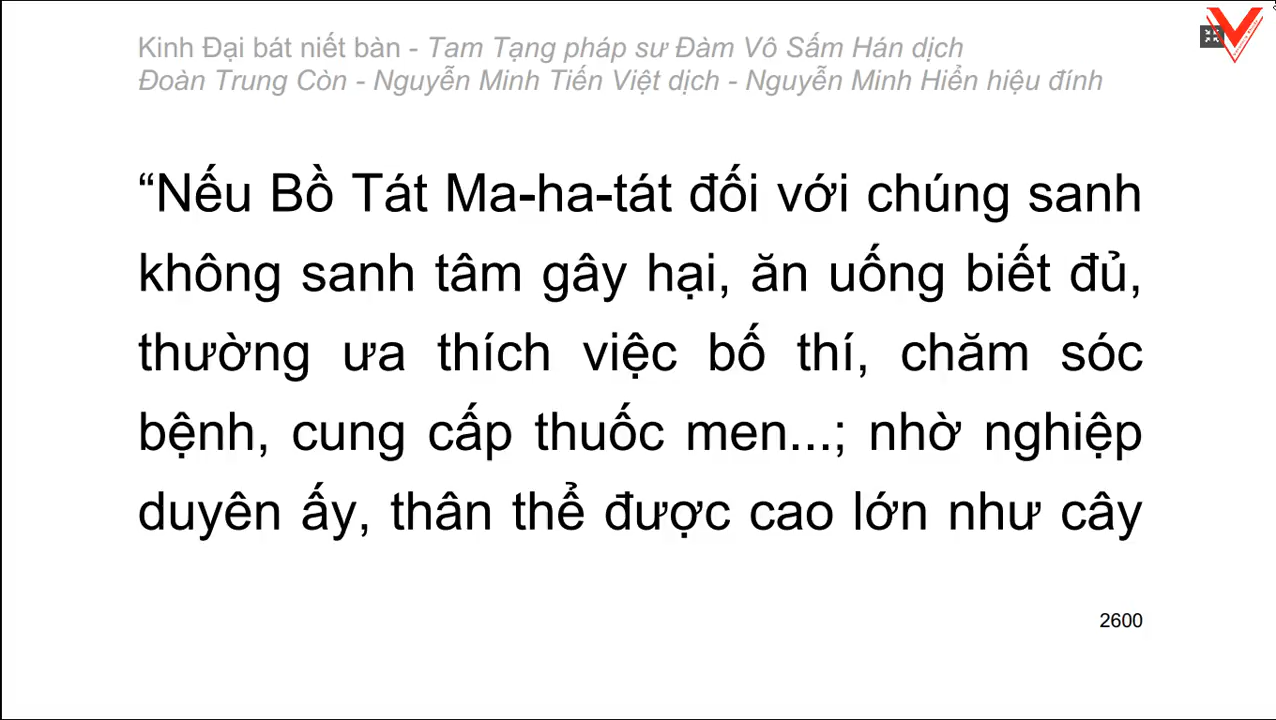 Kinh Đại bát niết bàn - Tam Tạng pháp sư Đàm Vô Sấm Hán dịch
Đoàn Trung Còn - Nguyễn Minh Tiến Việt dịch - Nguyễn Minh Hiển hiệu đính
“Nếu Bồ Tát Ma-ha-tát đối với chúng sanh
không sanh tâm gây hại, ăn uống biết đủ,
thường ưa thích việc bố thí, chăm sóc
bệnh, cung cấp thuốc men...; nhờ nghiệp
duyên ấy, thân thể được cao lớn như cây
2600